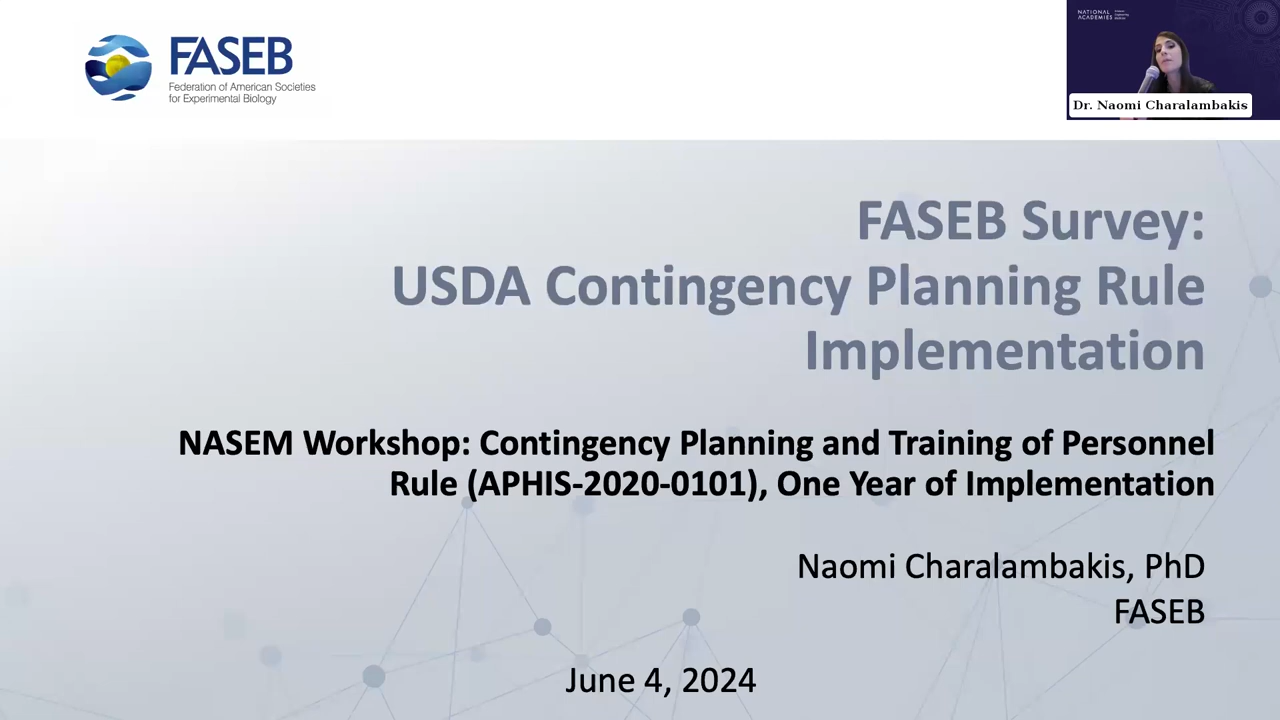 FASEB
Federation of American Societies
for Experimental Biology
NATIONAL
ACADEMIES
Dr. Naomi Charalambakis
FASEB Survey:
USDA Contingency Planning Rule
Implementation
NASEM Workshop: Contingency Planning and Training of Personnel
Rule (APHIS-2020-0101), One Year of Implementation
Naomi Charalambakis, PhD
FASEB
June 4, 2024